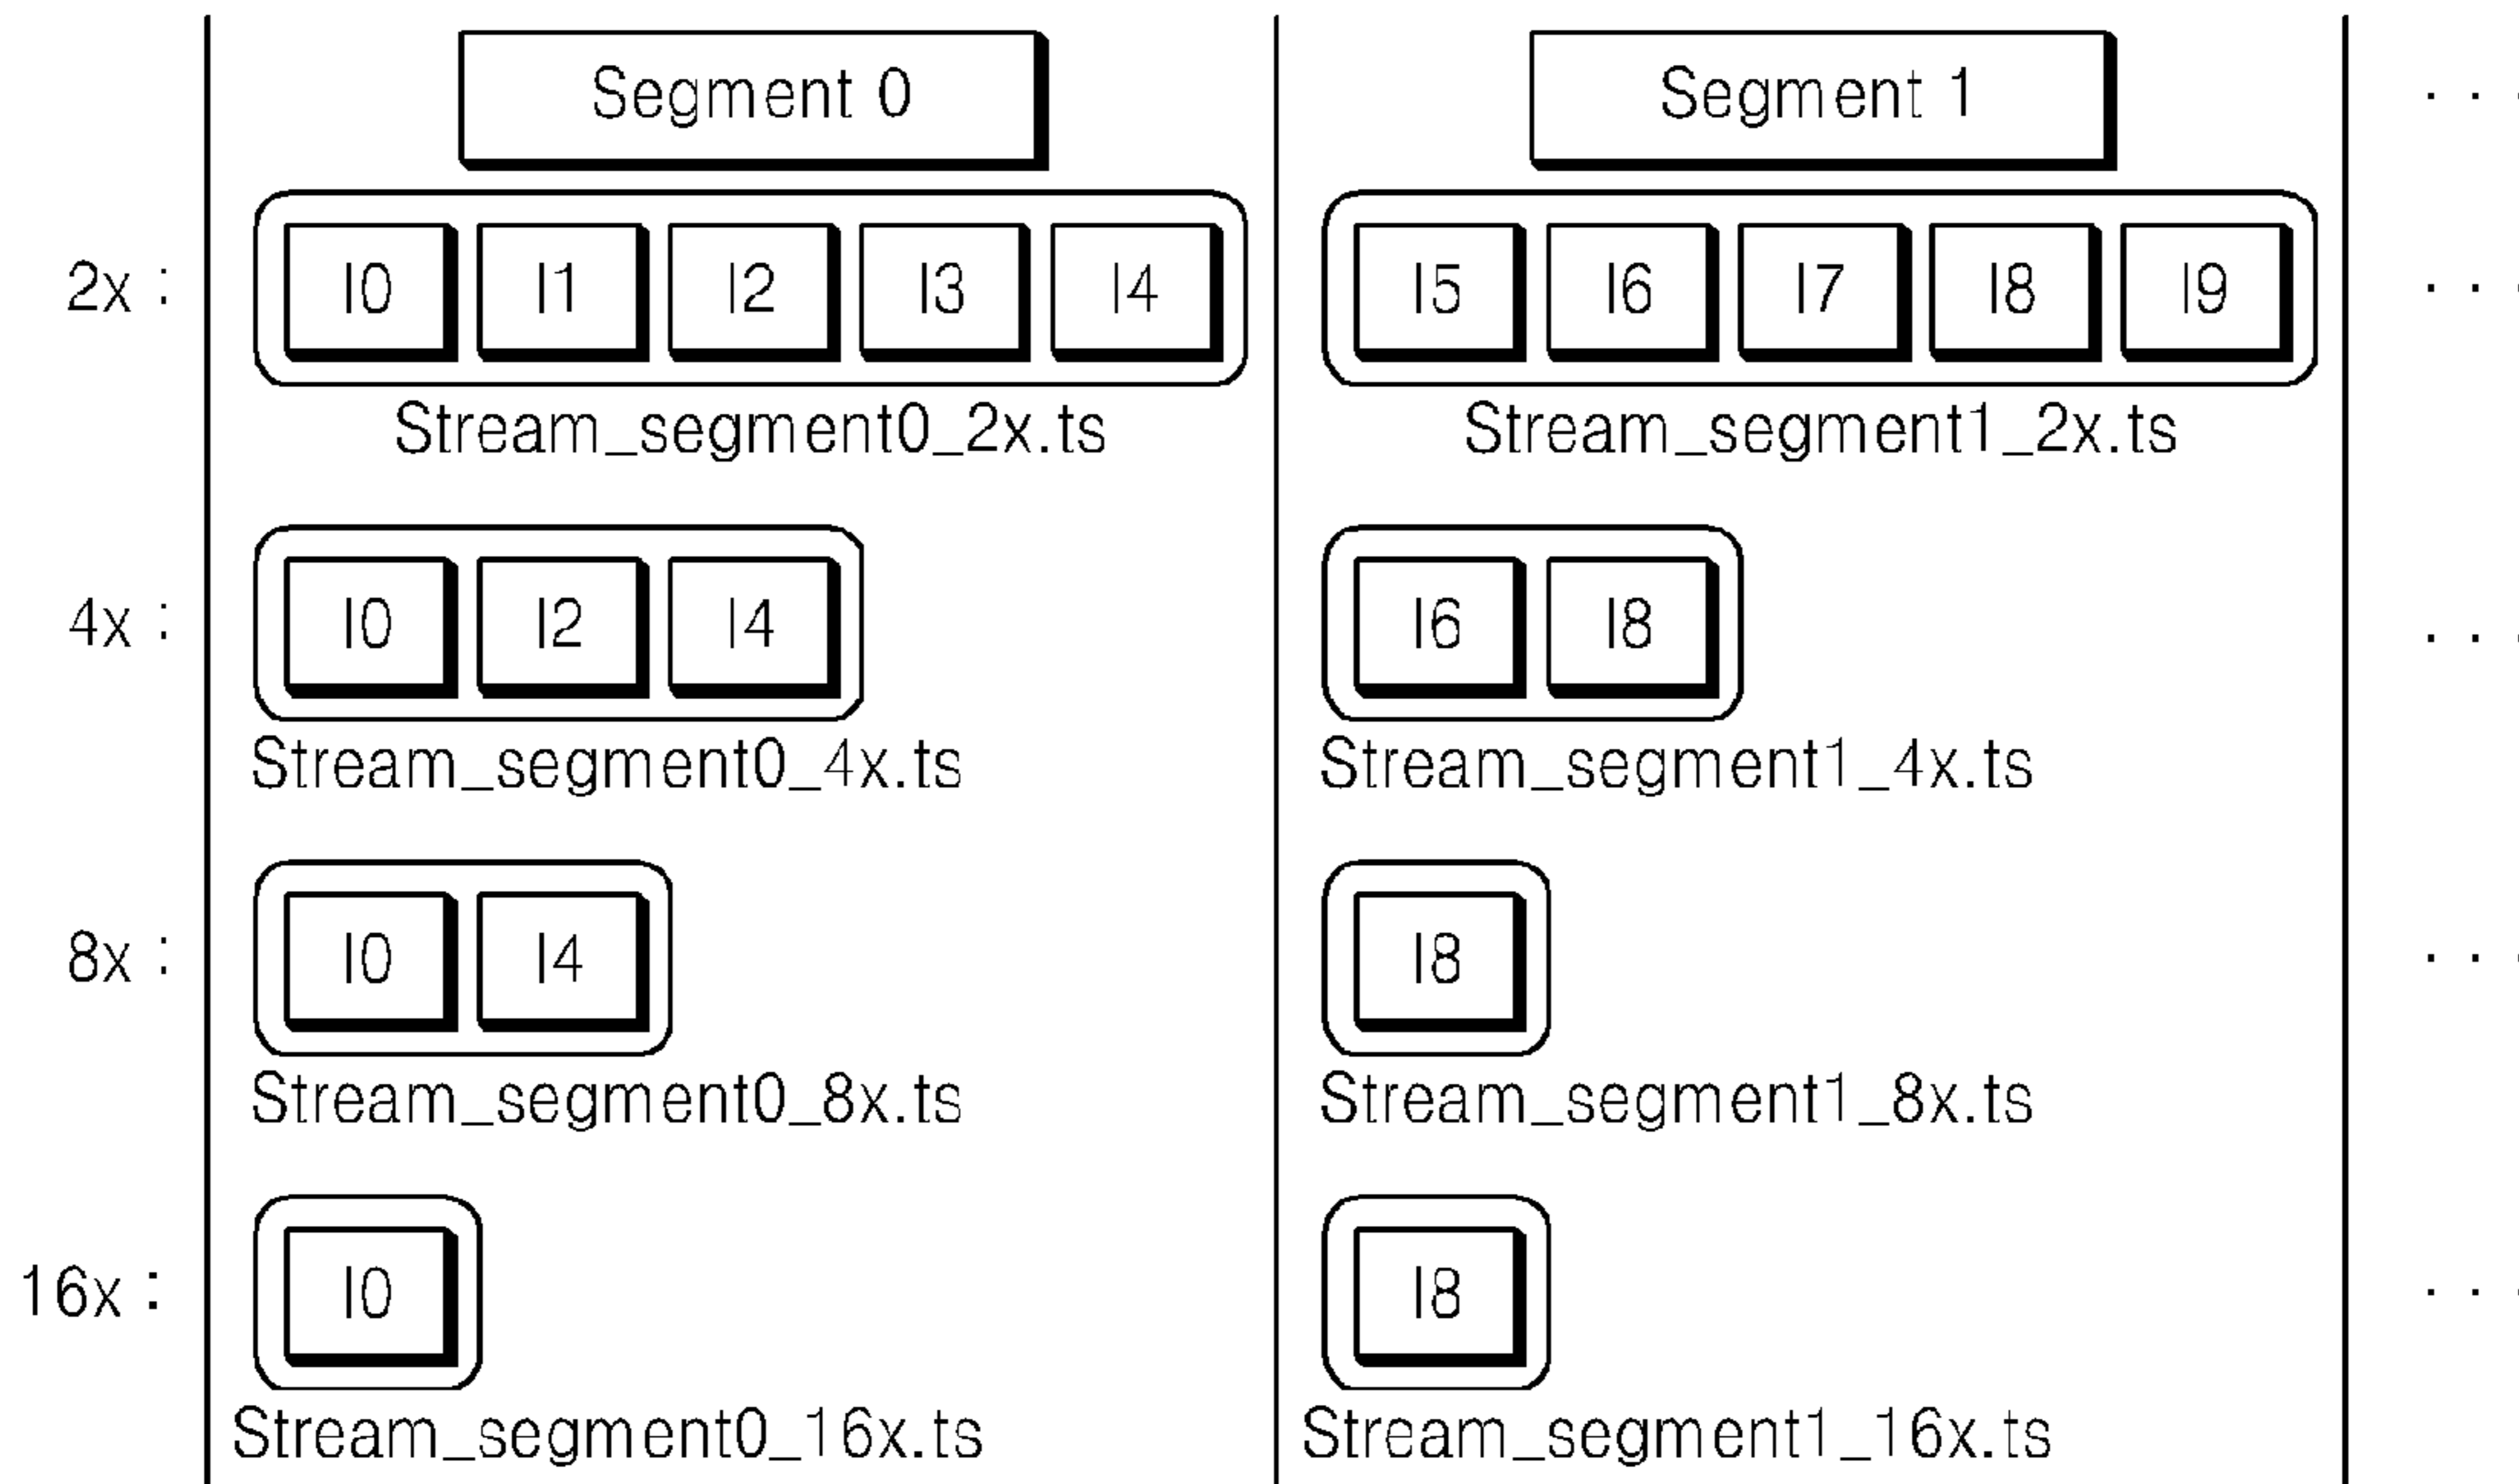 Segment 0 Segment 1 . . .
2x : I0 I1 I2 I3 I4 I5 I6 I7 I8 I9 . . .
Stream_segment0_2x.ts Stream_segment1_2x.ts
4x : I0 I2 I4 I6 I8 . . .
Stream_segment0_4x.ts Stream_segment1_4x.ts
8x : I0 I4 I8 . . .
Stream_segment0_8x.ts Stream_segment1_8x.ts
16x : I0 I8 . . .
Stream_segment0_16x.ts Stream_segment1_16x.ts